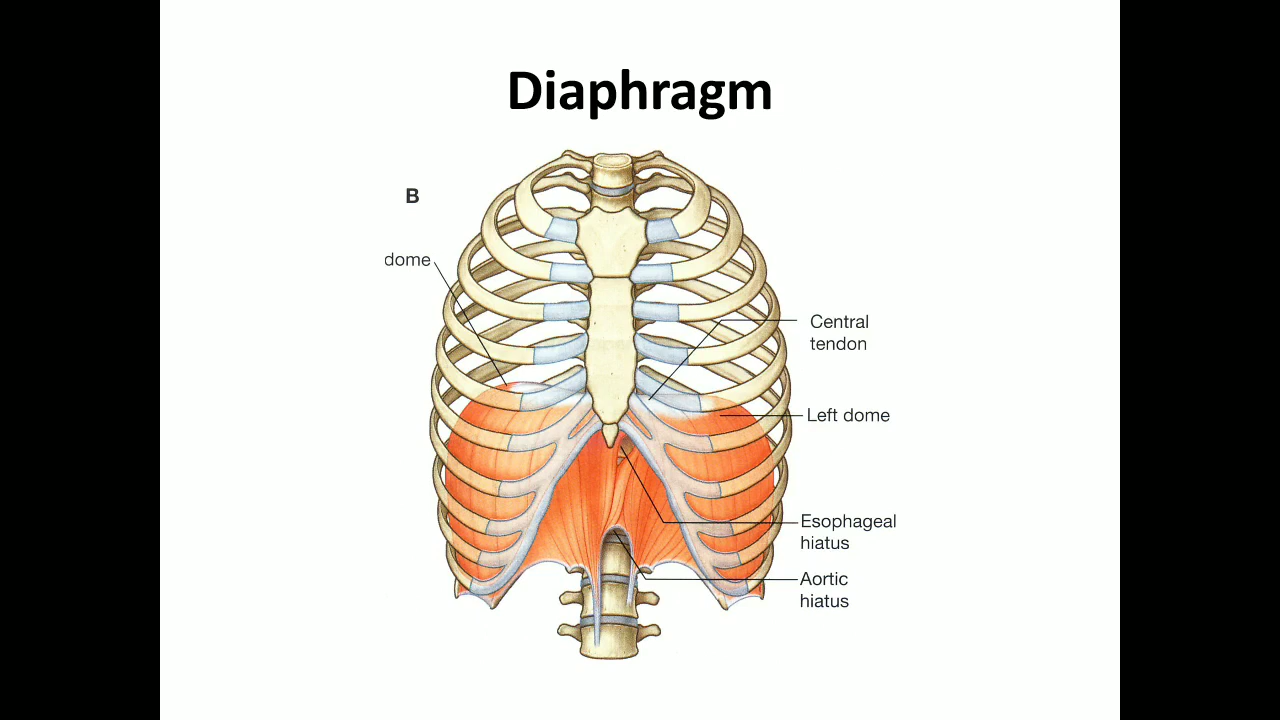 Diaphragm
B
dome
Central
tendon
Left dome
Esophageal
hiatus
Aortic
hiatus